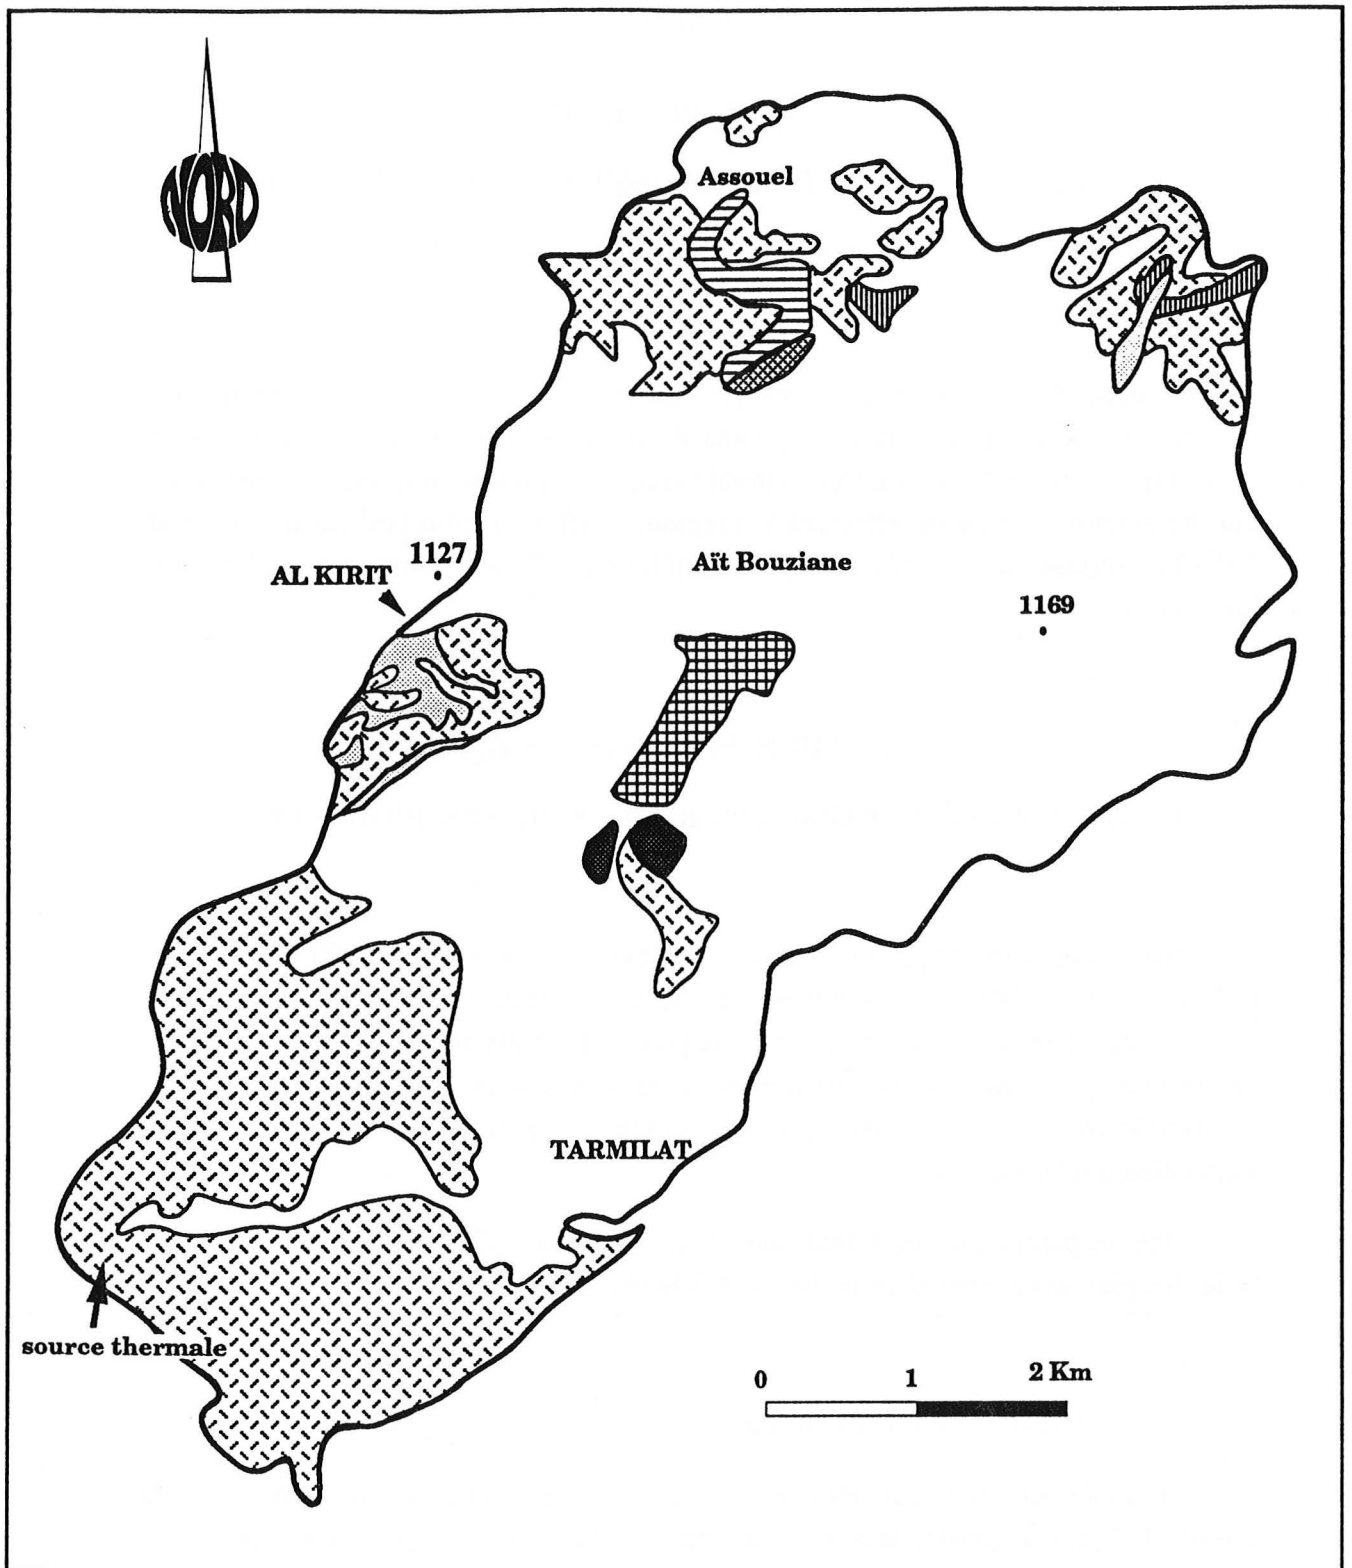 NORD
Assouel
1127
AL KIRIT
Aït Bouziane
1169
TARMILAT
source thermale
0 1 2 Km